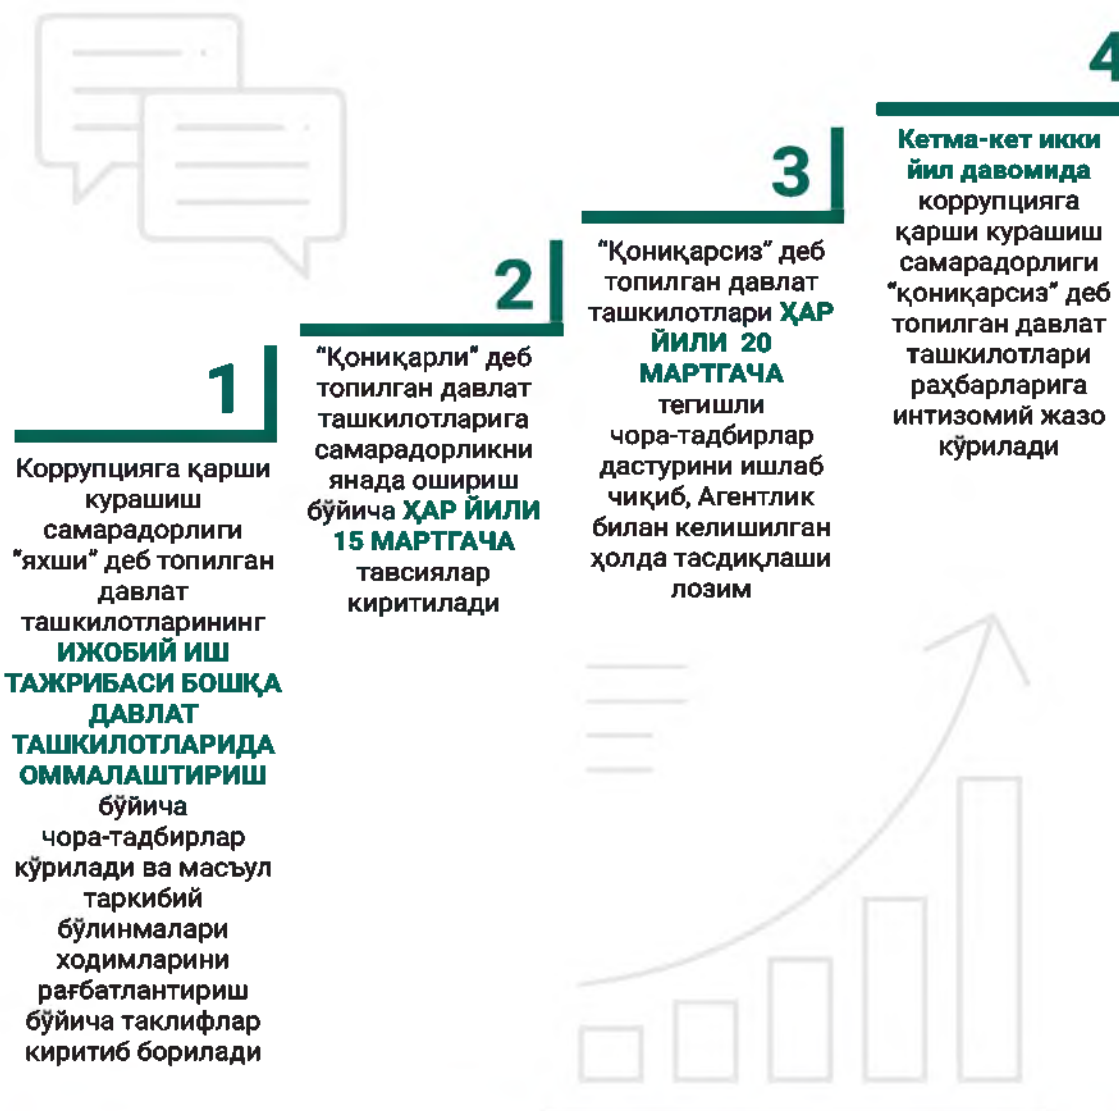 1
Коррупцияга қарши
курашиш
самарадорлиги
“яхши” деб топилган
давлат
ташкилотларининг
ИЖОБИЙ ИШ
ТАЖРИБАСИ БОШҚА
ДАВЛАТ
ТАШКИЛОТЛАРИДА
ОММАЛАШТИРИШ
бўйича
чора-тадбирлар
кўрилади ва масъул
таркибий
бўлинмалари
ходимларини
рағбатлантириш
бўйича таклифлар
киритиб борилади
2
“Қониқарли” деб
топилган давлат
ташкилотларига
самарадорликни
янада ошириш
бўйича ҲАР ЙИЛИ
15 МАРТГАЧА
тавсиялар
киритилади
3
“Қониқарсиз” деб
топилган давлат
ташкилотлари ҲАР
ЙИЛИ 20
МАРТГАЧА
тегишли
чора-тадбирлар
дастурини ишлаб
чиқиб, Агентлик
билан келишилган
ҳолда тасдиқлаши
лозим
4
Кетма-кет икки
йил давомида
коррупцияга
қарши курашиш
самарадорлиги
“қониқарсиз” деб
топилган давлат
ташкилотлари
раҳбарларига
интизомий жазо
кўрилади